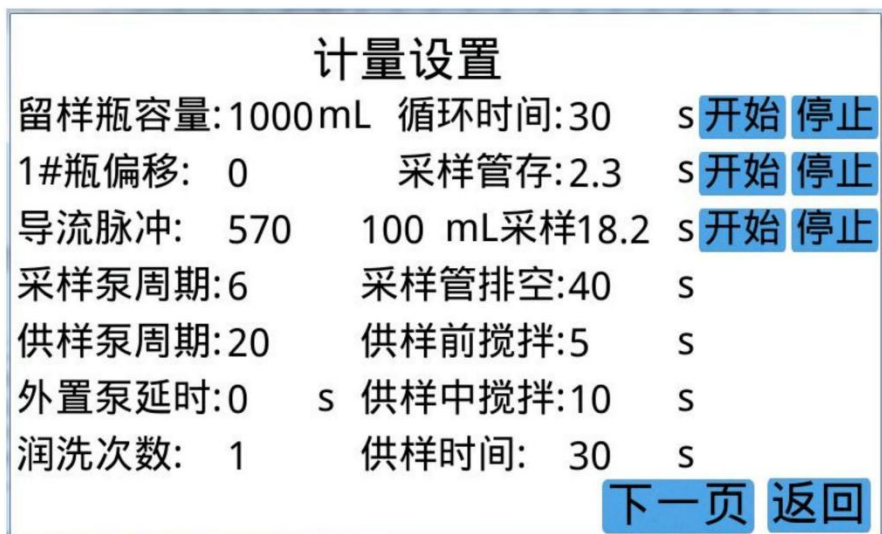 计量设置
留样瓶容量:1000mL 循环时间:30 s 开始 停止
1#瓶偏移: 0 采样管存:2.3 s 开始 停止
导流脉冲: 570 100 mL采样18.2 s 开始 停止
采样泵周期:6 采样管排空:40 s
供样泵周期:20 供样前搅拌:5 s
外置泵延时:0 s 供样中搅拌:10 s
润洗次数: 1 供样时间: 30 s
下一页 返回